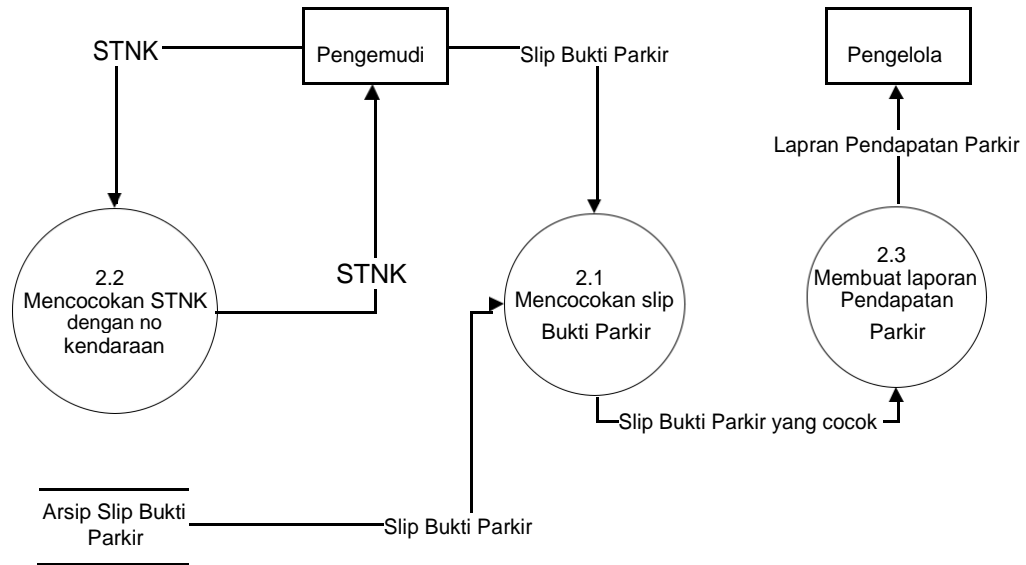 STNK
Pengemudi
Slip Bukti Parkir
Pengelola
Lapran Pendapatan Parkir
2.2
Mencocokan STNK
dengan no
kendaraan
STNK
2.1
Mencocokan slip
Bukti Parkir
2.3
Membuat laporan
Pendapatan
Parkir
Slip Bukti Parkir yang cocok
Arsip Slip Bukti
Parkir
Slip Bukti Parkir